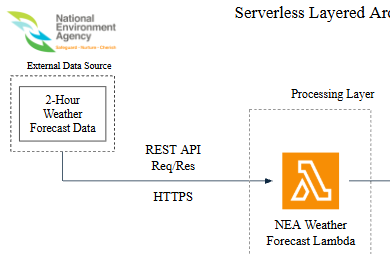 Serverless Layered Ar
National
Environment
Agency
Safeguard · Nurture · Cherish
External Data Source
2-Hour
Weather
Forecast Data
Processing Layer
REST API
Req/Res
HTTPS
NEA Weather
Forecast Lambda